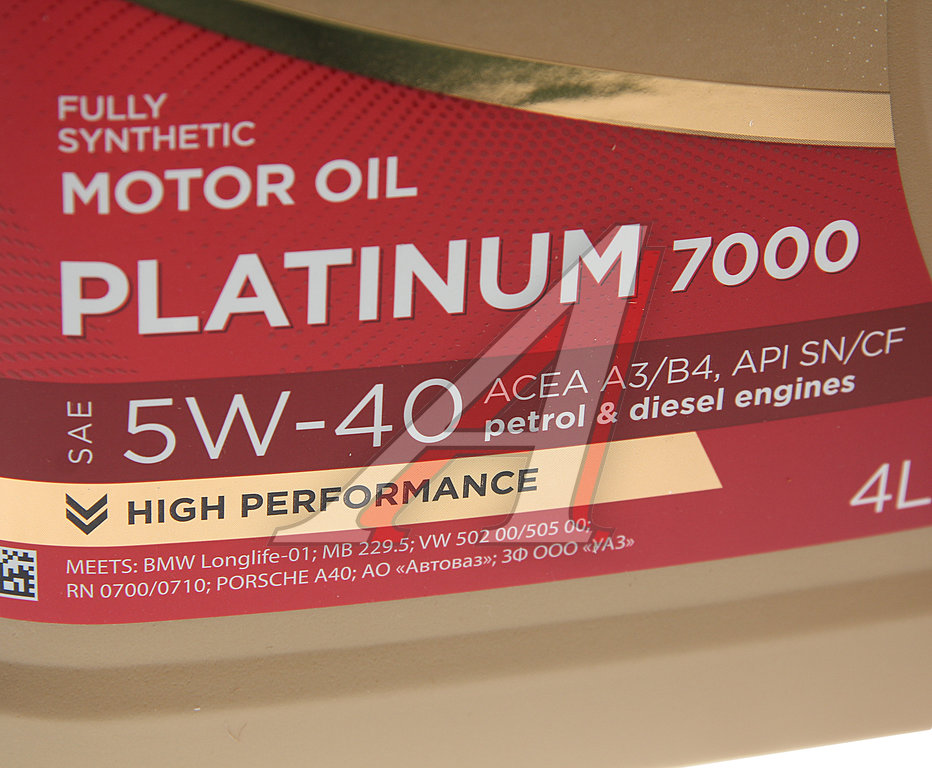 FULLY
SYNTHETIC
MOTOR OIL
PLATINUM 7000
SAE 5W-40 ACEA A3/B4, API SN/CF
petrol & diesel engines
HIGH PERFORMANCE
4L
MEETS: BMW Longlife-01; MB 229.5; VW 502 00/505 00;
RN 0700/0710; PORSCHE A40; АО «Автоваз»; ЗФ ООО «УАЗ»